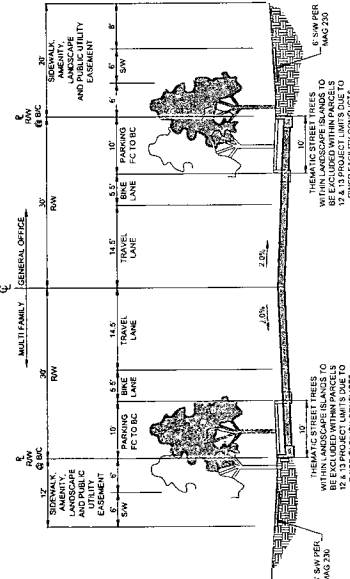 ℄
MULTI FAMILY
GENERAL OFFICE
12'
30'
30'
20'
R/W
R/W
SIDEWALK,
AMENITY,
LANDSCAPE
AND PUBLIC
UTILITY
EASEMENT
R/W
@ B/C
R/W
@ B/C
SIDEWALK,
AMENITY,
LANDSCAPE
AND PUBLIC UTILITY
EASEMENT
6'
6'
10'
5.5'
14.5'
14.5'
5.5'
10'
6'
6'
8'
S/W
PARKING
FC TO BC
BIKE
LANE
TRAVEL
LANE
TRAVEL
LANE
BIKE
LANE
PARKING
FC TO BC
S/W
2.0%
2.0%
10'
10'
S/W PER
MAG 230
6' S/W PER
MAG 230
THEMATIC STREET TREES
WITHIN LANDSCAPE ISLANDS TO
BE EXCLUDED WITHIN PARCELS
12 & 13 PROJECT LIMITS DUE TO
THEMATIC STREET TREES
WITHIN LANDSCAPE ISLANDS TO
BE EXCLUDED WITHIN PARCELS
12 & 13 PROJECT LIMITS DUE TO